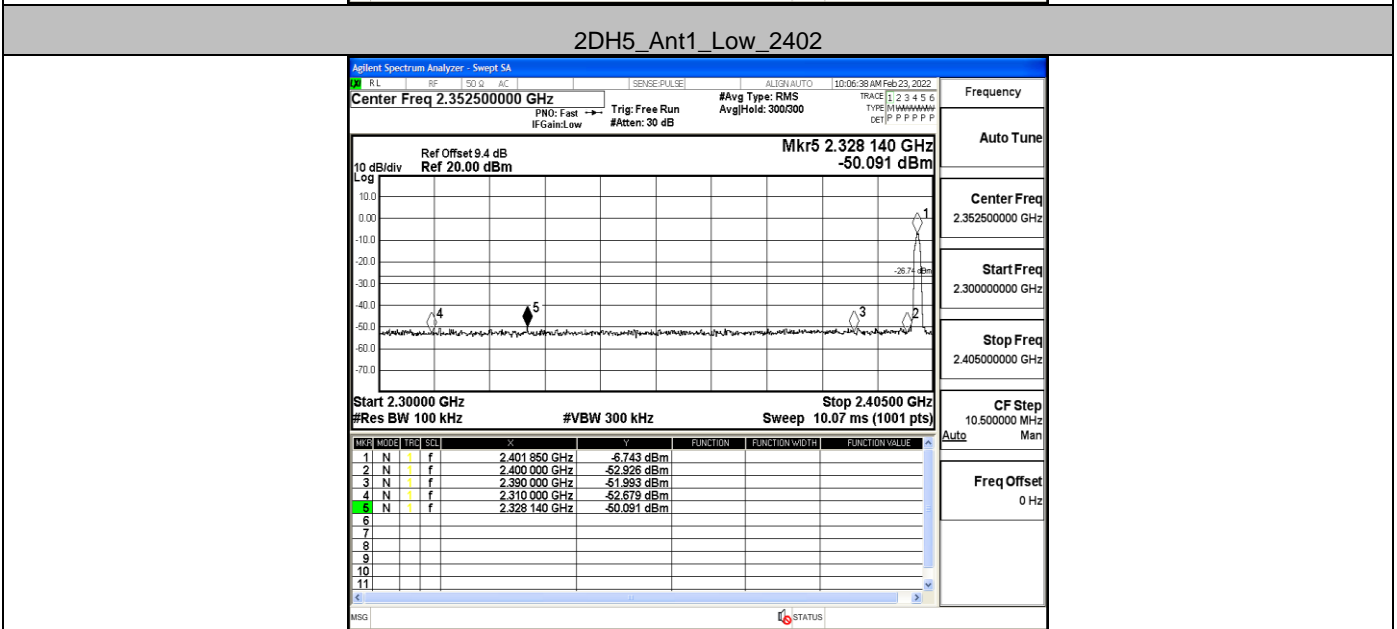 2DH5_Ant1_Low_2402
Agilent Spectrum Analyzer - Swept SA
RL RF 50 Ω AC SENSE:PULSE ALIGN AUTO 10:06:38 AM Feb 23, 2022
Center Freq 2.352500000 GHz
PNO: Fast
IFGain:Low
Trig: Free Run
#Atten: 30 dB
#Avg Type: RMS
Avg|Hold: 300/300
TRACE 1 2 3 4 5 6
TYPE M WWWWW
DET P P P P P P
Ref Offset 9.4 dB
10 dB/div Ref 20.00 dBm
Log
Mkr5 2.328 140 GHz
-50.091 dBm
10.0
0.00
-10.0
-20.0
-30.0
-40.0
-50.0
-60.0
-70.0
1
-26.74 dBm
4
5
3
2
Start 2.30000 GHz Stop 2.40500 GHz
#Res BW 100 kHz #VBW 300 kHz Sweep 10.07 ms (1001 pts)
MKR MODE TRC SCL X Y FUNCTION FUNCTION WIDTH FUNCTION VALUE
1 N 1 f 2.401 850 GHz -6.743 dBm
2 N 1 f 2.400 000 GHz -52.926 dBm
3 N 1 f 2.390 000 GHz -51.993 dBm
4 N 1 f 2.310 000 GHz -52.679 dBm
5 N 1 f 2.328 140 GHz -50.091 dBm
6
7
8
9
10
11
MSG STATUS
Frequency
Auto Tune
Center Freq
2.352500000 GHz
Start Freq
2.300000000 GHz
Stop Freq
2.405000000 GHz
CF Step
10.500000 MHz
Auto Man
Freq Offset
0 Hz